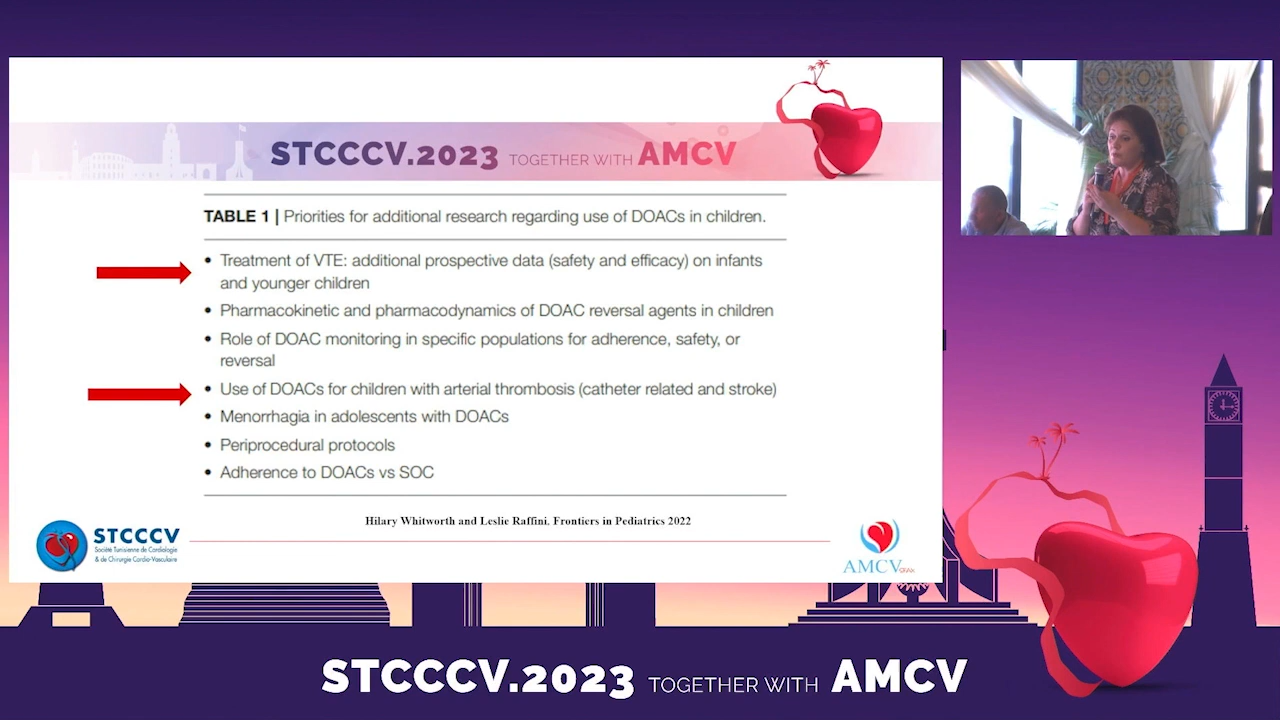 STCCCV.2023 TOGETHER WITH AMCV
TABLE 1 | Priorities for additional research regarding use of DOACs in children.
• Treatment of VTE: additional prospective data (safety and efficacy) on infants
and younger children
• Pharmacokinetic and pharmacodynamics of DOAC reversal agents in children
• Role of DOAC monitoring in specific populations for adherence, safety, or
reversal
• Use of DOACs for children with arterial thrombosis (catheter related and stroke)
• Menorrhagia in adolescents with DOACs
• Periprocedural protocols
• Adherence to DOACs vs SOC
Hilary Whitworth and Leslie Raffini. Frontiers in Pediatrics 2022
STCCCV
Société Tunisienne de Cardiologie
& de Chirurgie Cardio-Vasculaire
AMCV SFAX
STCCCV.2023 TOGETHER WITH AMCV